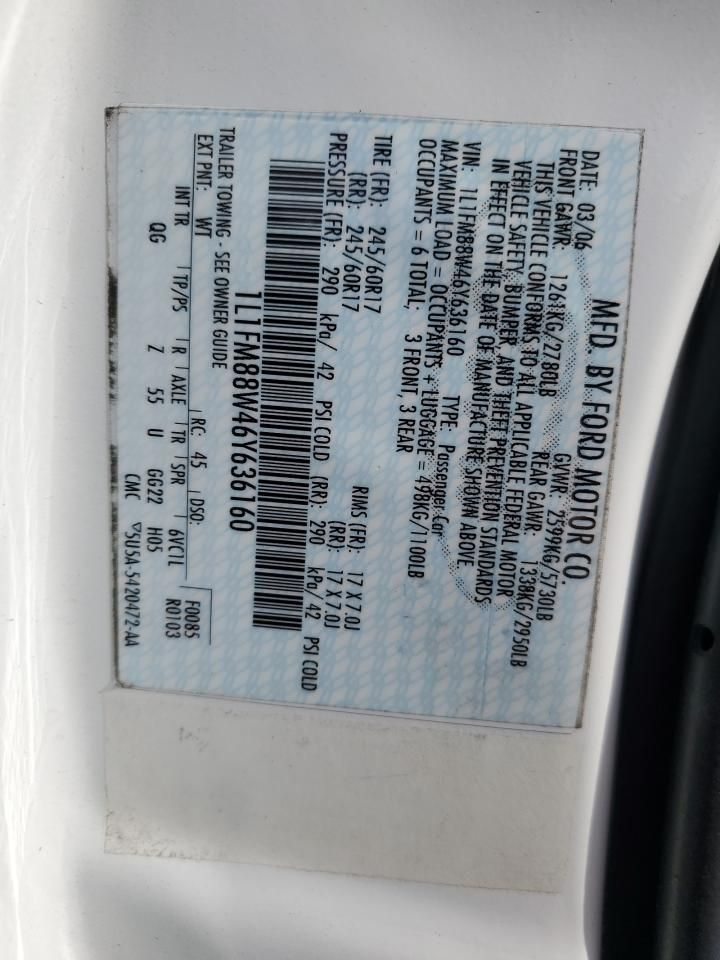 MFD. BY FORD MOTOR CO.
DATE: 03/06 GVWR: 2599KG/5730LB
FRONT GAWR: 1261KG/2780LB REAR GAWR: 1338KG/2950LB
THIS VEHICLE CONFORMS TO ALL APPLICABLE FEDERAL MOTOR
VEHICLE SAFETY, BUMPER, AND THEFT PREVENTION STANDARDS
IN EFFECT ON THE DATE OF MANUFACTURE SHOWN ABOVE.
VIN: 1L1FM88W46Y636160 TYPE: Passenger Car
MAXIMUM LOAD = OCCUPANTS + LUGGAGE = 498KG/1100LB
OCCUPANTS = 6 TOTAL; 3 FRONT, 3 REAR
TIRE (FR): 245/60R17 RIMS (FR): 17 X 7.0J
(RR): 245/60R17 (RR): 17 X 7.0J
PRESSURE (FR): 290 kPa/ 42 PSI COLD (RR): 290 kPa/ 42 PSI COLD
1L1FM88W46Y636160
TRAILER TOWING - SEE OWNER GUIDE
EXT PNT: WT RC: 45 DSO: F0085
INT TR TP/PS R AXLE TR SPR 6VC1L R0103
QG Z 55 U GG22 H05
CMC ▽5U5A-5420472-AA